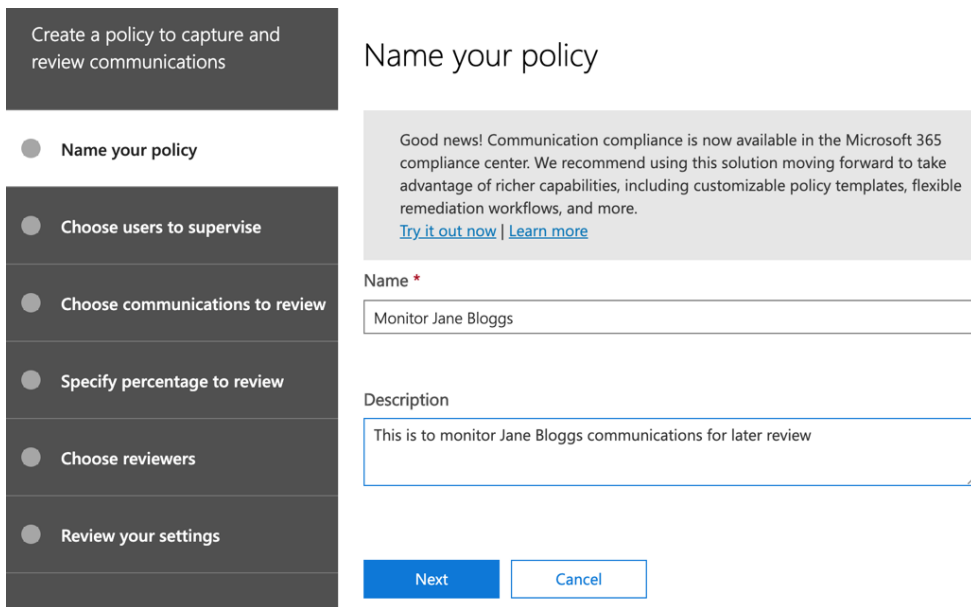 Create a policy to capture and
review communications
Name your policy
Choose users to supervise
Choose communications to review
Specify percentage to review
Choose reviewers
Review your settings
Name your policy
Good news! Communication compliance is now available in the Microsoft 365
compliance center. We recommend using this solution moving forward to take
advantage of richer capabilities, including customizable policy templates, flexible
remediation workflows, and more.
Try it out now | Learn more
Name *
Monitor Jane Bloggs
Description
This is to monitor Jane Bloggs communications for later review
Next
Cancel